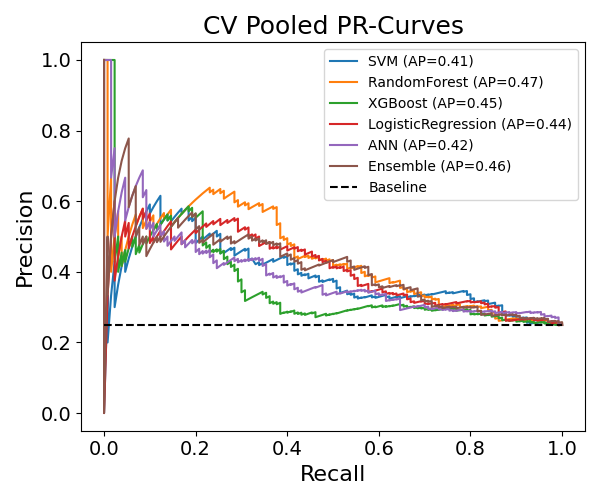 CV Pooled PR-Curves
Precision
1.0
0.8
0.6
0.4
0.2
0.0
SVM (AP=0.41)
RandomForest (AP=0.47)
XGBoost (AP=0.45)
LogisticRegression (AP=0.44)
ANN (AP=0.42)
Ensemble (AP=0.46)
Baseline
0.0 0.2 0.4 0.6 0.8 1.0
Recall